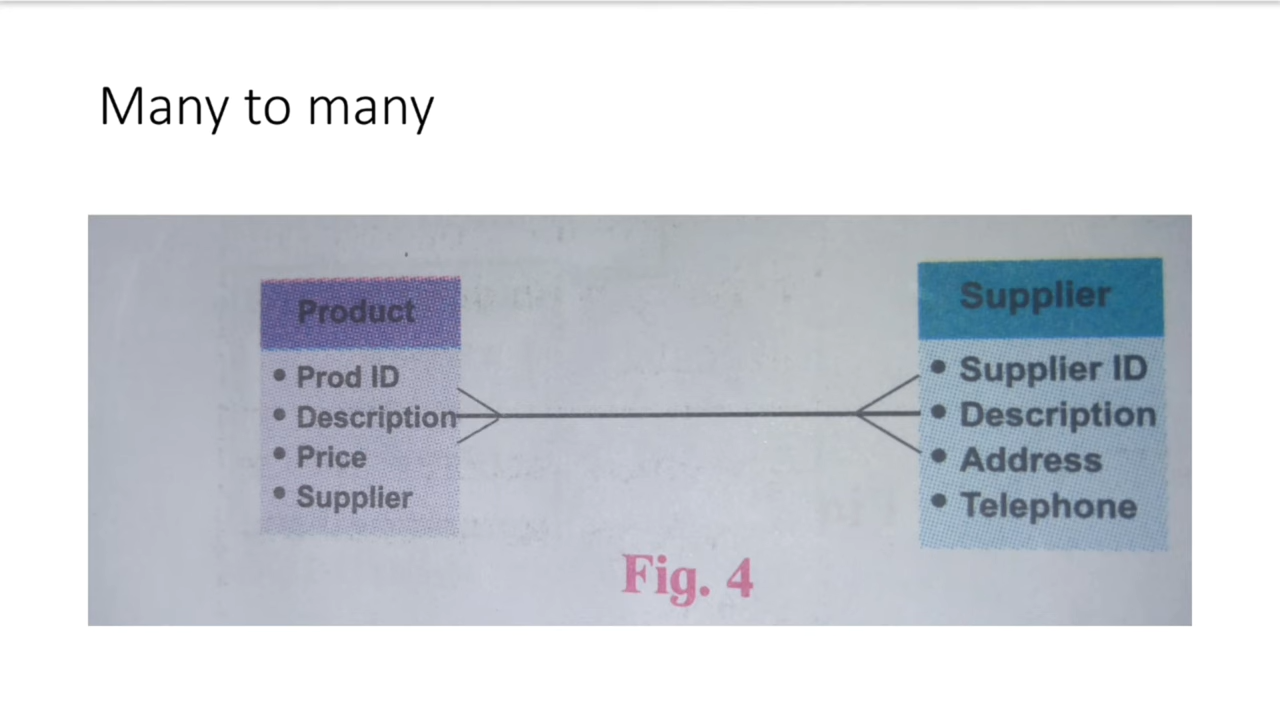 Many to many
Product
• Prod ID
• Description
• Price
• Supplier
Supplier
• Supplier ID
• Description
• Address
• Telephone
Fig. 4